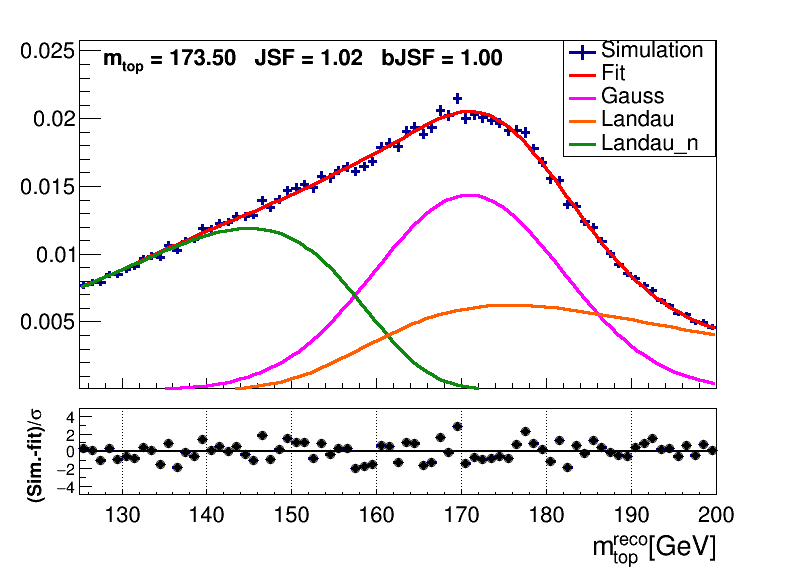 0.025
0.02
0.015
0.01
0.005
m_top = 173.50 JSF = 1.02 bJSF = 1.00
Simulation
Fit
Gauss
Landau
Landau_n
(Sim.-fit)/σ
4
2
0
−2
−4
130 140 150 160 170 180 190 200
m_top^reco[GeV]